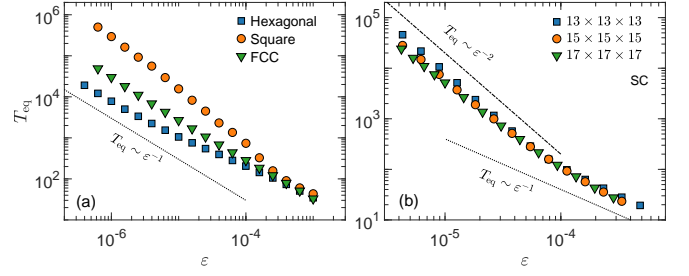 10^6
10^4
10^2
T_eq
Hexagonal
Square
FCC
T_eq ~ ε^-1
(a)
10^-6
10^-4
ε
10^5
10^3
10^1
T_eq ~ ε^-2
13 × 13 × 13
15 × 15 × 15
17 × 17 × 17
SC
T_eq ~ ε^-1
(b)
10^-5
10^-4
ε